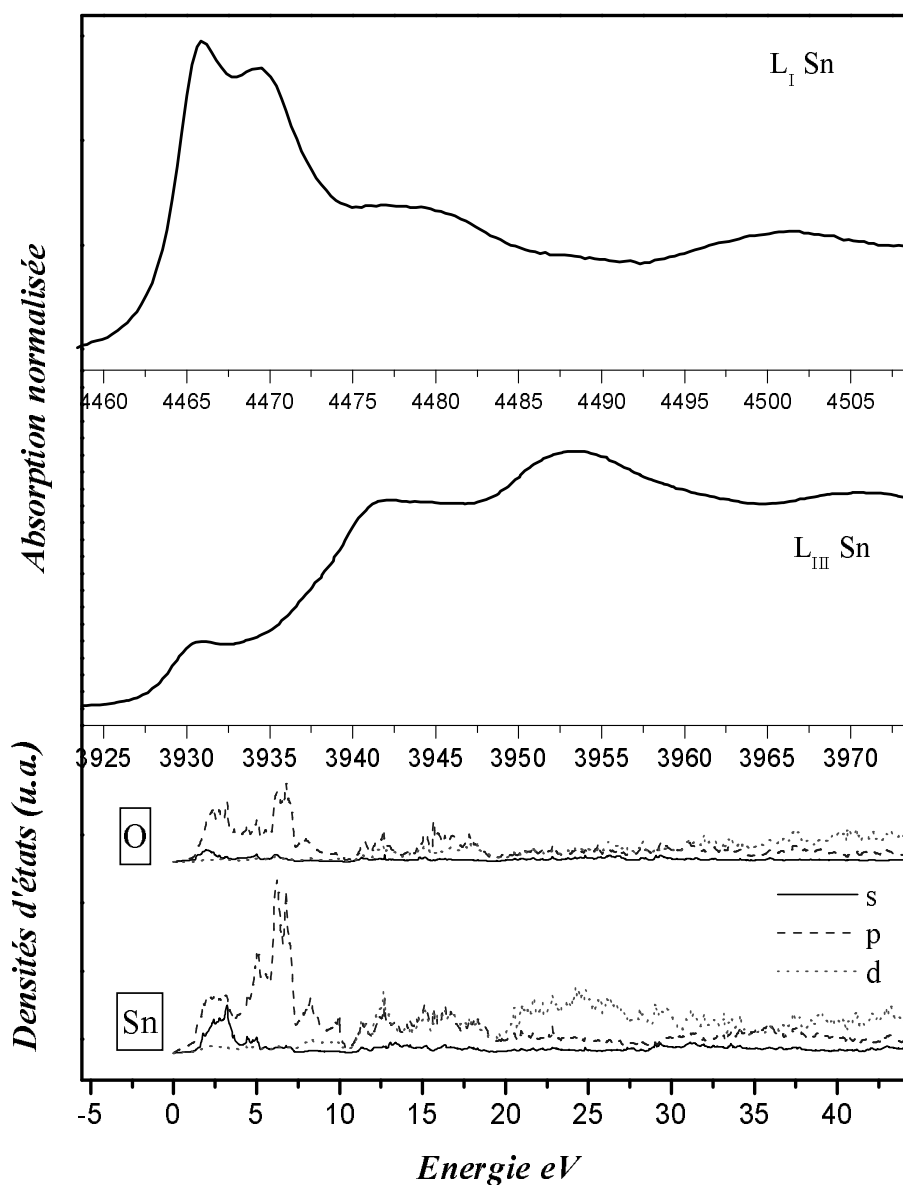 L_I Sn
Absorption normalisée
4460 4465 4470 4475 4480 4485 4490 4495 4500 4505
L_III Sn
3925 3930 3935 3940 3945 3950 3955 3960 3965 3970
Densités d'états (u.a.)
O
s
p
d
Sn
-5 0 5 10 15 20 25 30 35 40
Energie eV